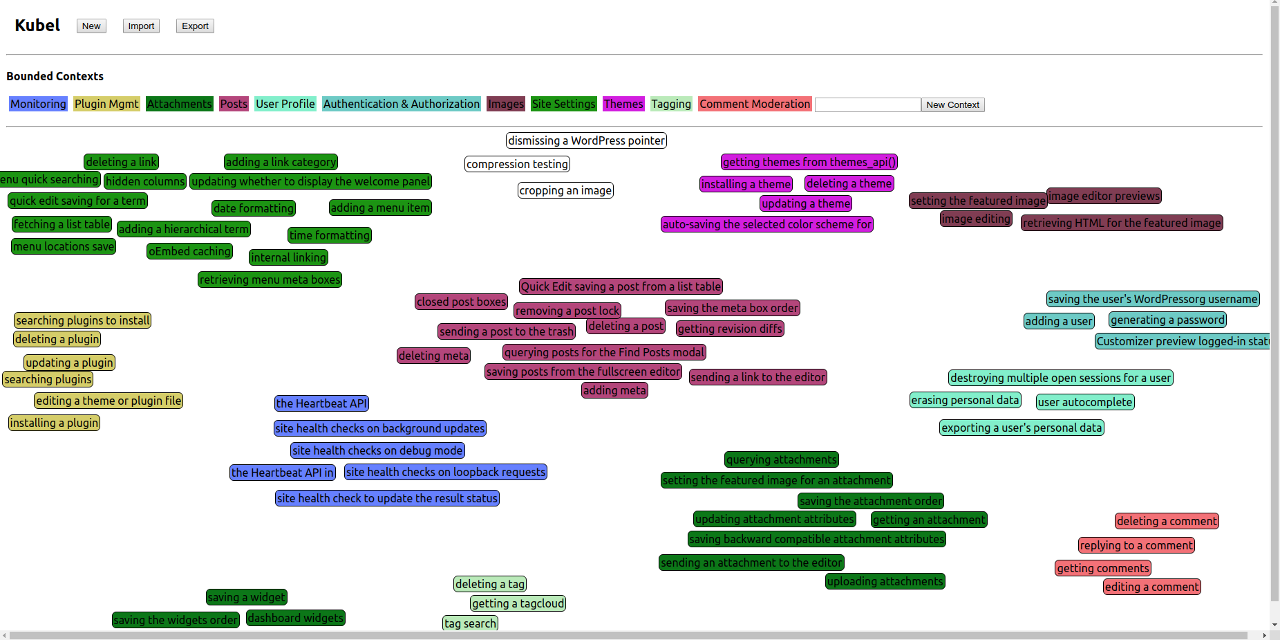 Kubel New Import Export
Bounded Contexts
Monitoring Plugin Mgmt Attachments Posts User Profile Authentication & Authorization Images Site Settings Themes Tagging Comment Moderation New Context
dismissing a WordPress pointer
compression testing
cropping an image
deleting a link
adding a link category
enu quick searching
hidden columns
updating whether to display the welcome panel
quick edit saving for a term
date formatting
adding a menu item
fetching a list table
adding a hierarchical term
time formatting
menu locations save
oEmbed caching
internal linking
retrieving menu meta boxes
getting themes from themes_api()
installing a theme
deleting a theme
updating a theme
auto-saving the selected color scheme for
setting the featured image
image editor previews
image editing
retrieving HTML for the featured image
Quick Edit saving a post from a list table
closed post boxes
removing a post lock
saving the meta box order
sending a post to the trash
deleting a post
getting revision diffs
deleting meta
querying posts for the Find Posts modal
saving posts from the fullscreen editor
sending a link to the editor
adding meta
saving the user's WordPressorg username
adding a user
generating a password
Customizer preview logged-in statu
searching plugins to install
deleting a plugin
updating a plugin
searching plugins
editing a theme or plugin file
installing a plugin
the Heartbeat API
site health checks on background updates
site health checks on debug mode
the Heartbeat API in
site health checks on loopback requests
site health check to update the result status
destroying multiple open sessions for a user
erasing personal data
user autocomplete
exporting a user's personal data
querying attachments
setting the featured image for an attachment
saving the attachment order
updating attachment attributes
getting an attachment
saving backward compatible attachment attributes
sending an attachment to the editor
uploading attachments
deleting a comment
replying to a comment
getting comments
editing a comment
saving a widget
saving the widgets order
dashboard widgets
deleting a tag
getting a tagcloud
tag search